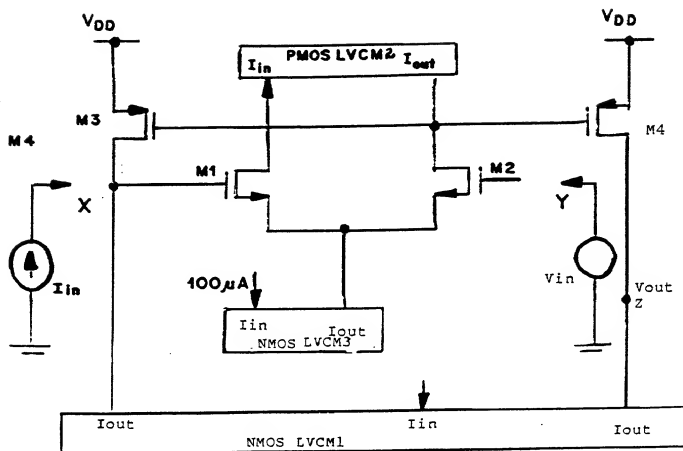 VDD
VDD
PMOS LVCM2
Iin
Iout
M3
M4
M4
M1
M2
X
Y
Iin
100µA
Vin
Vout
Z
Iin
Iout
NMOS LVCM3
Iout
Iin
Iout
NMOS LVCM1